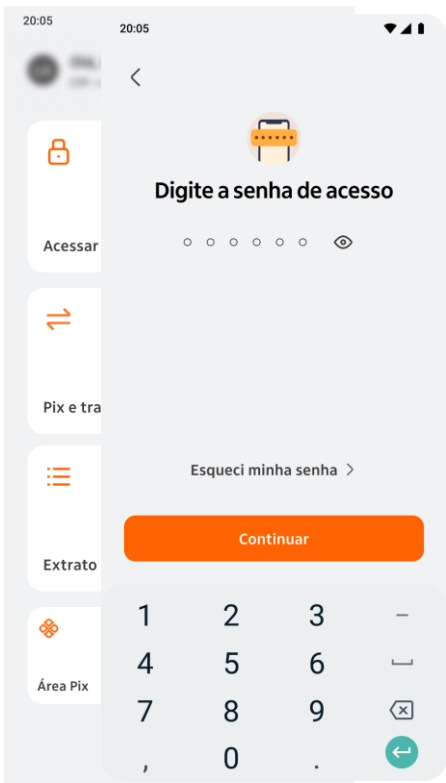 20:05
Acessar
Pix e tra
Extrato
Área Pix
20:05
Digite a senha de acesso
Esqueci minha senha
Continuar
1 2 3 –
4 5 6
7 8 9
, 0 .